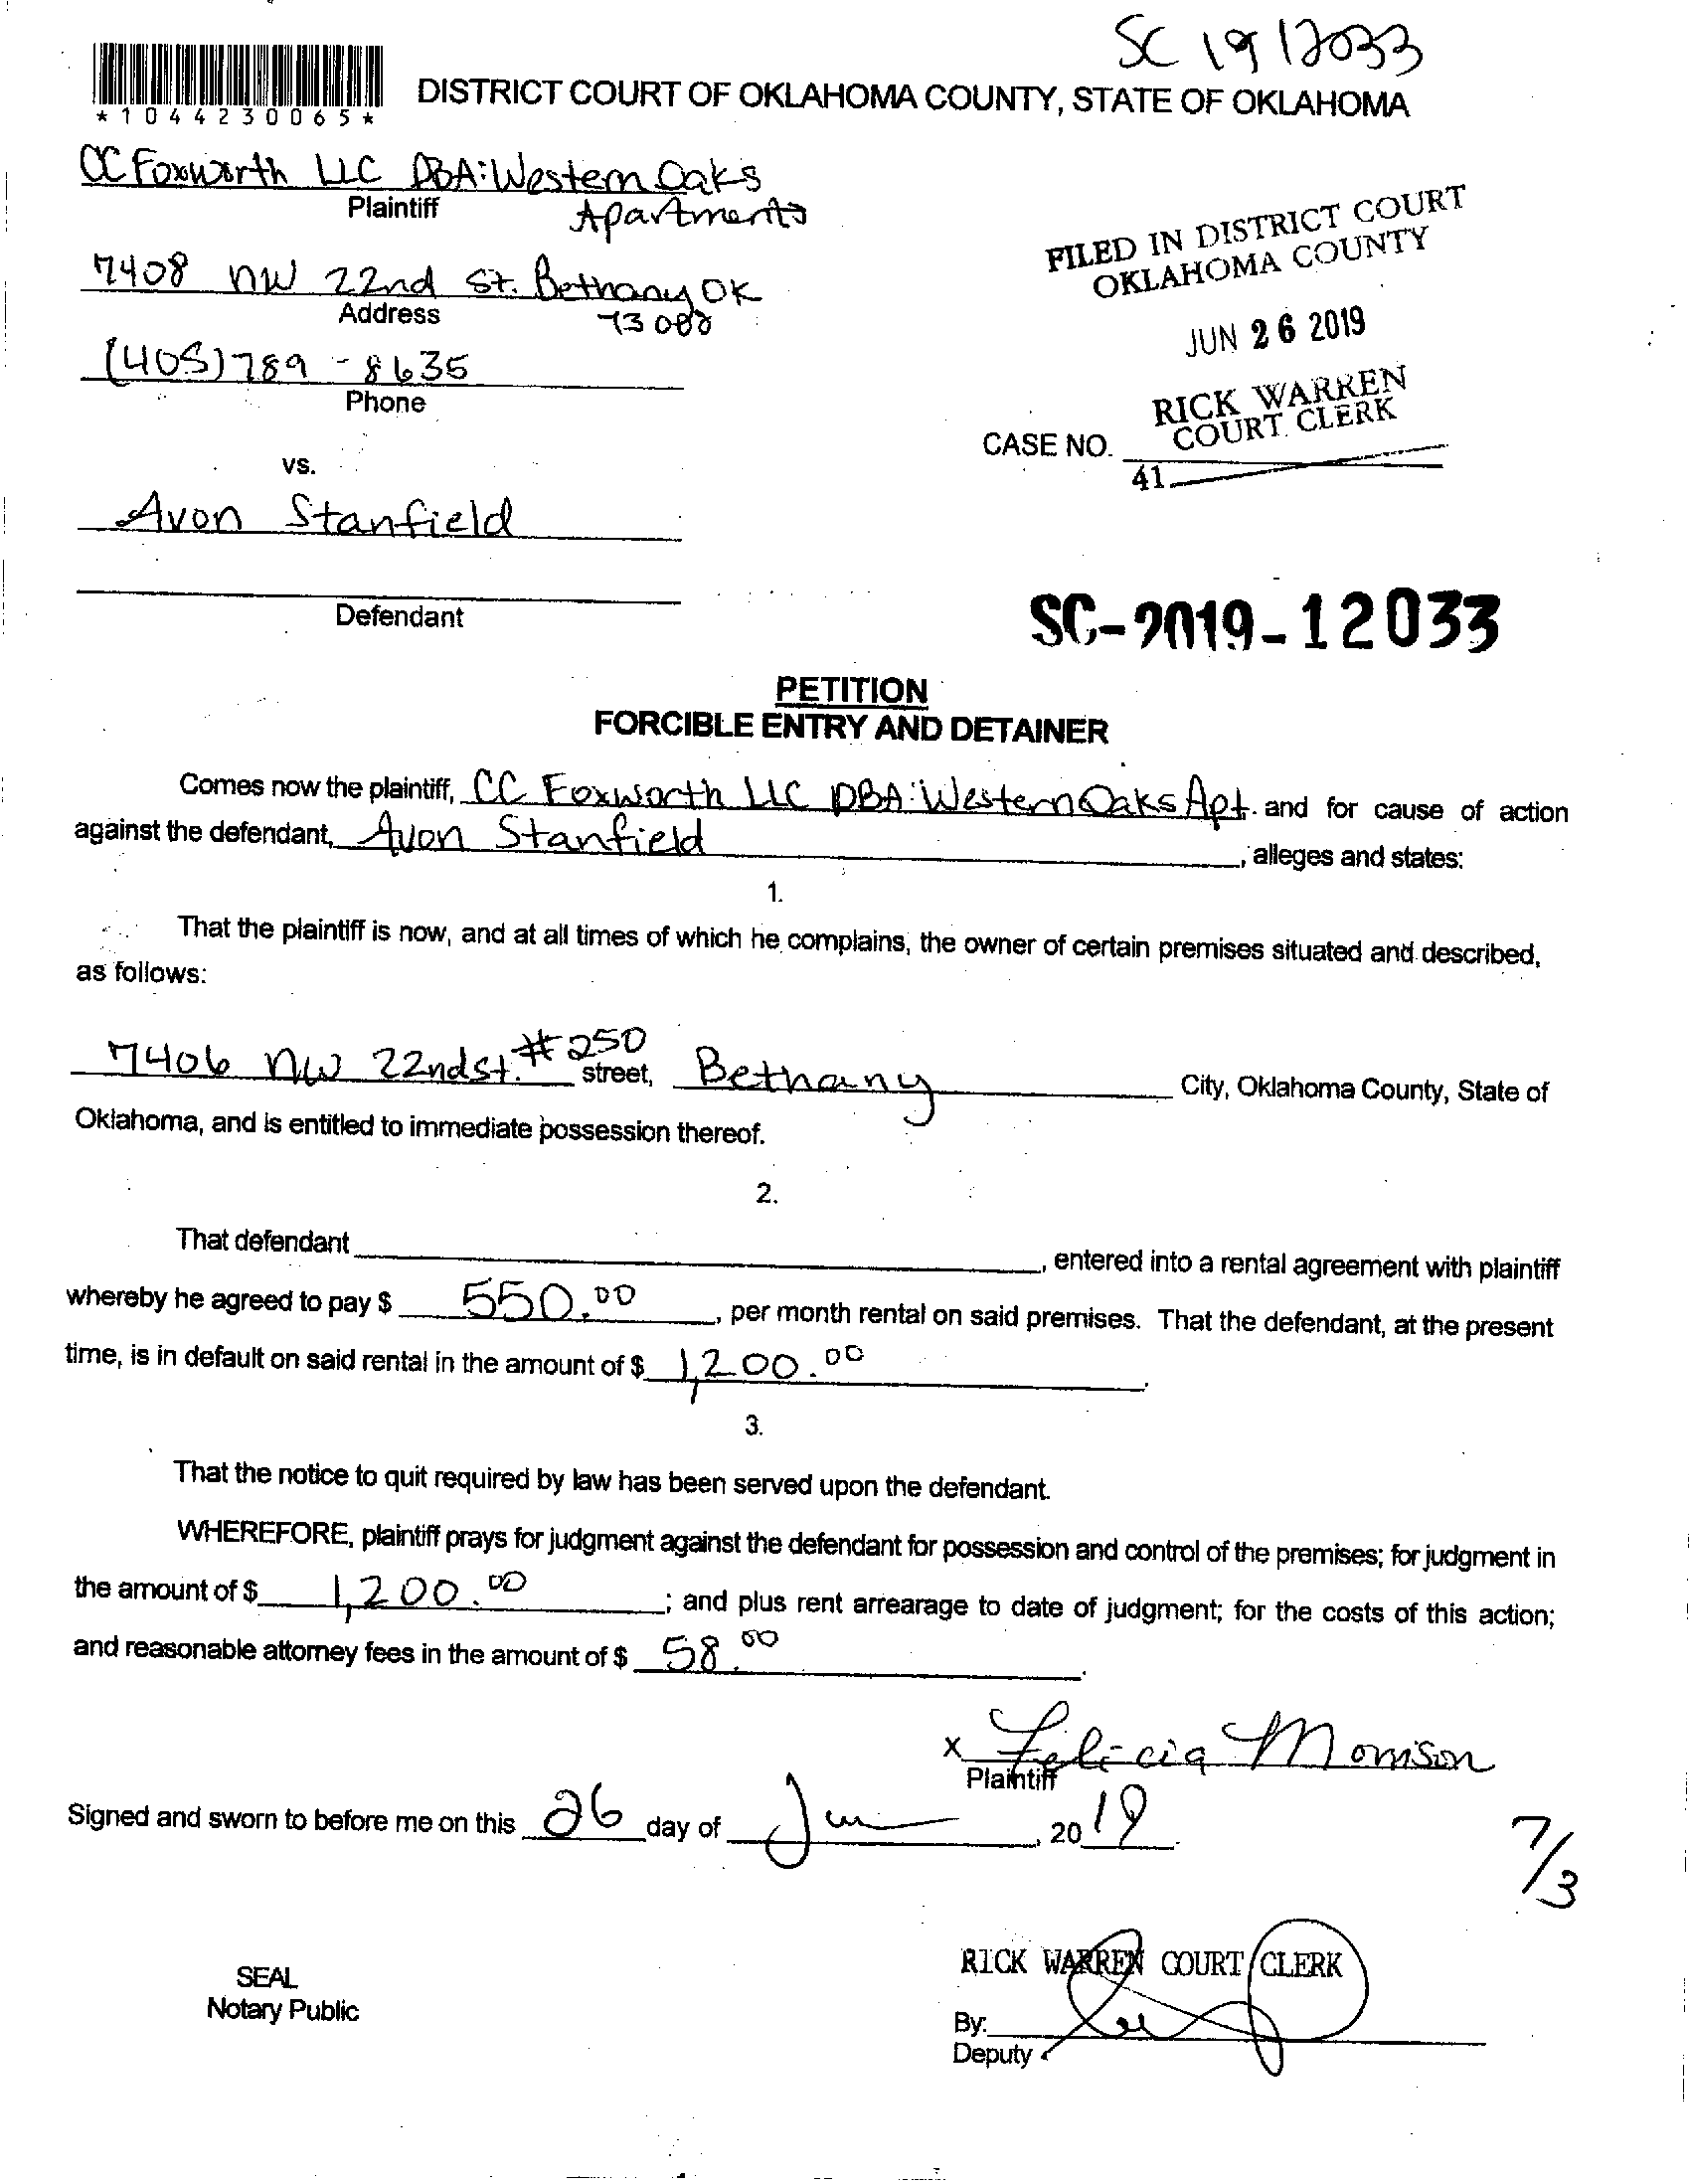 SC 19 12033
*1044230065*
DISTRICT COURT OF OKLAHOMA COUNTY, STATE OF OKLAHOMA
CC Foxworth LLC DBA: Western Oaks
Plaintiff
Apartments
7408 NW 22nd St. Bethany OK
Address
73008
(405) 789-8635
Phone
FILED IN DISTRICT COURT
OKLAHOMA COUNTY
JUN 26 2019
RICK WARREN
COURT CLERK
CASE NO.
41
vs.
Avon Stanfield
Defendant
SC-2019-12033
PETITION
FORCIBLE ENTRY AND DETAINER
Comes now the plaintiff, CC Foxworth LLC DBA: Western Oaks Apt. and for cause of action
against the defendant, Avon Stanfield, alleges and states:
1.
That the plaintiff is now, and at all times of which he complains, the owner of certain premises situated and described,
as follows:
7406 NW 22nd st. #250 street, Bethany City, Oklahoma County, State of
Oklahoma, and is entitled to immediate possession thereof.
2.
That defendant , entered into a rental agreement with plaintiff
whereby he agreed to pay $ 550.00, per month rental on said premises. That the defendant, at the present
time, is in default on said rental in the amount of $ 1,200.00.
3.
That the notice to quit required by law has been served upon the defendant.
WHEREFORE, plaintiff prays for judgment against the defendant for possession and control of the premises; for judgment in
the amount of $ 1,200.00; and plus rent arrearage to date of judgment; for the costs of this action;
and reasonable attorney fees in the amount of $ 58.00.
x Felicia Morrison
Plaintiff
Signed and sworn to before me on this 26 day of Jun, 2019.
7/3
RICK WARREN COURT CLERK
SEAL
Notary Public
By:
Deputy